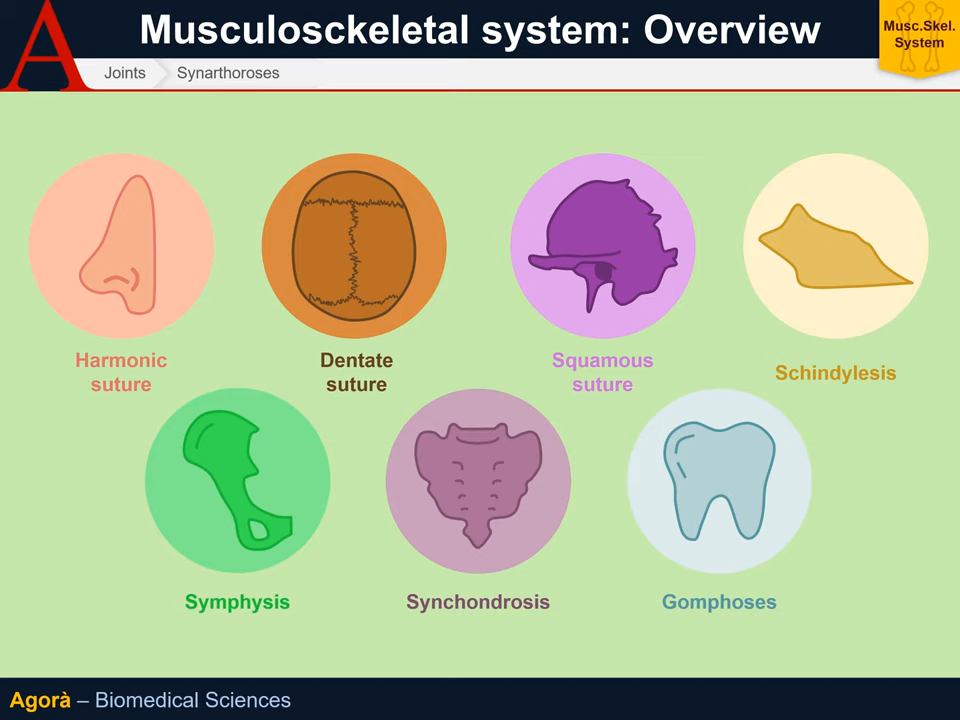 A
Musculosckeletal system: Overview
Musc.Skel.
System
Joints
Synarthoroses
Harmonic
suture
Dentate
suture
Squamous
suture
Schindylesis
Symphysis
Synchondrosis
Gomphoses
Agorà – Biomedical Sciences